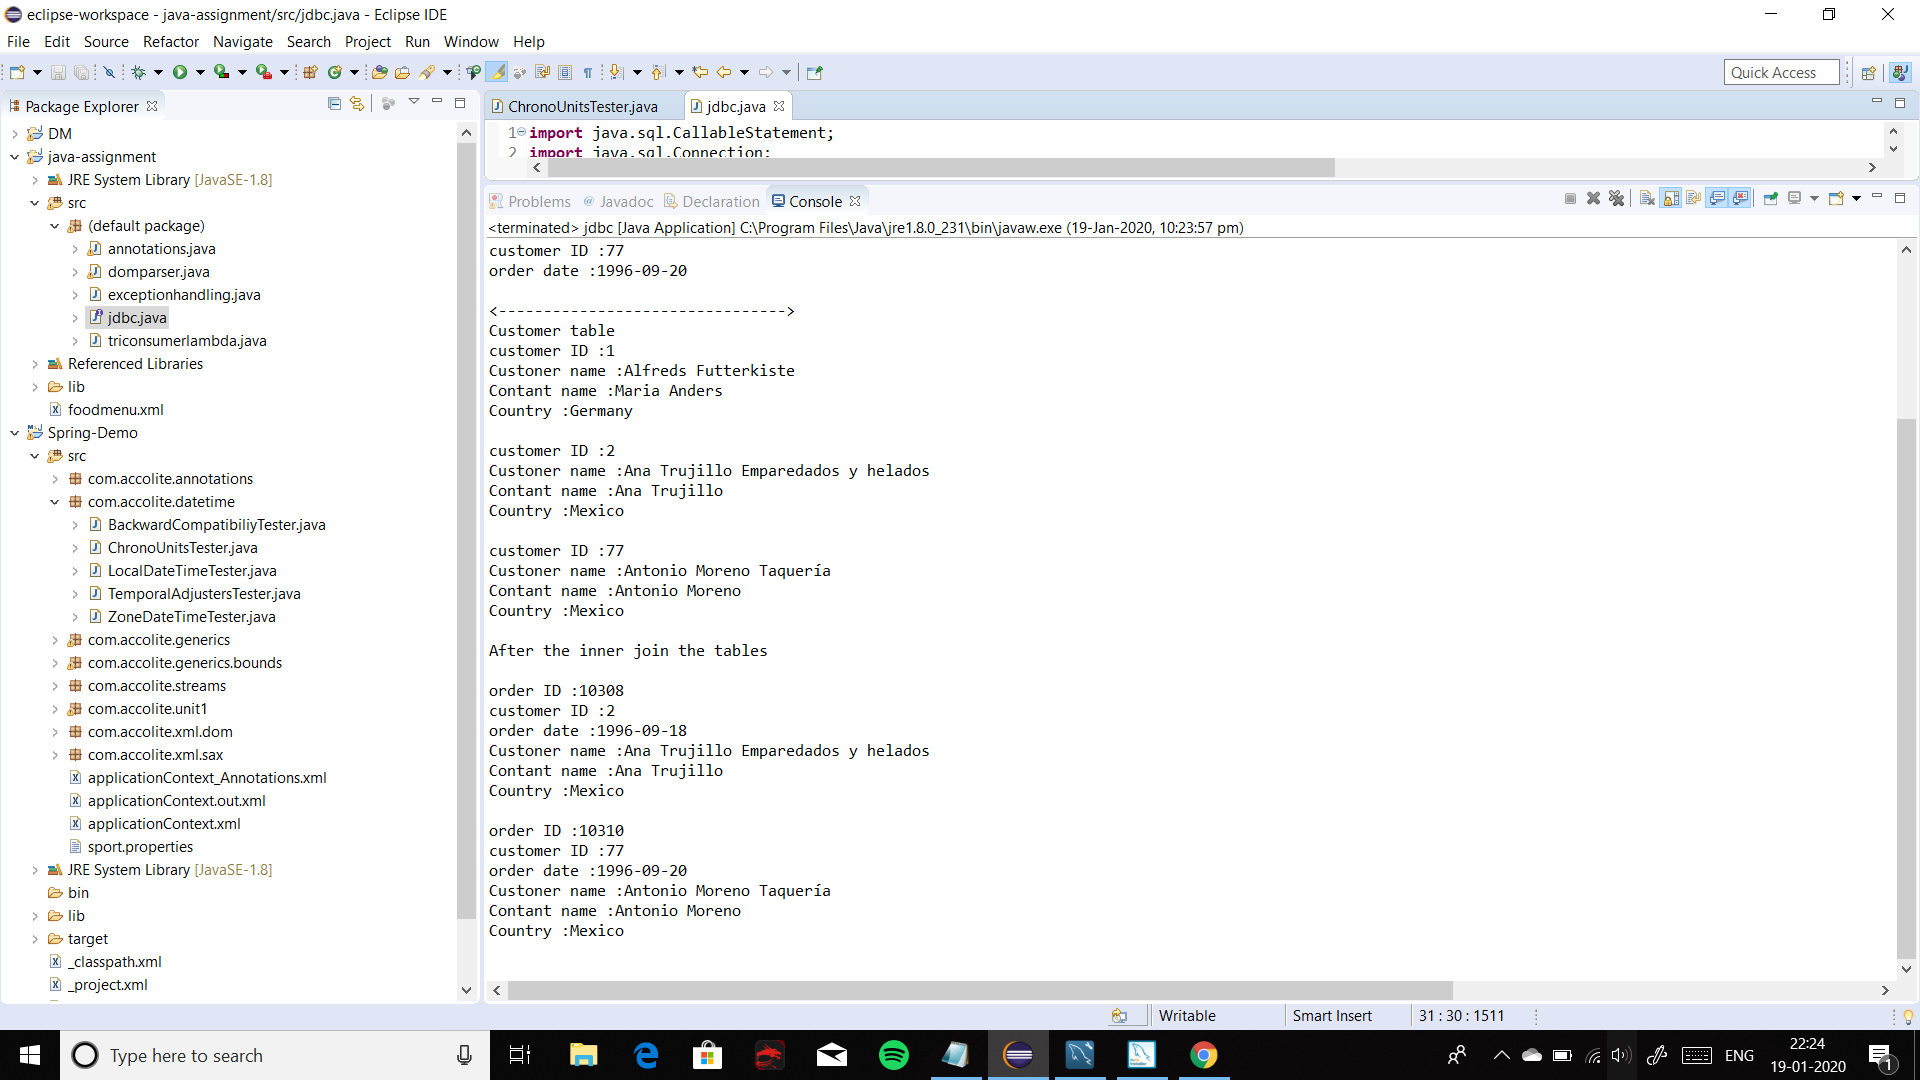 eclipse-workspace - java-assignment/src/jdbc.java - Eclipse IDE
File Edit Source Refactor Navigate Search Project Run Window Help
Quick Access
Package Explorer
DM
java-assignment
JRE System Library [JavaSE-1.8]
src
(default package)
annotations.java
domparser.java
exceptionhandling.java
jdbc.java
triconsumerlambda.java
Referenced Libraries
lib
foodmenu.xml
Spring-Demo
src
com.accolite.annotations
com.accolite.datetime
BackwardCompatibiliyTester.java
ChronoUnitsTester.java
LocalDateTimeTester.java
TemporalAdjustersTester.java
ZoneDateTimeTester.java
com.accolite.generics
com.accolite.generics.bounds
com.accolite.streams
com.accolite.unit1
com.accolite.xml.dom
com.accolite.xml.sax
applicationContext_Annotations.xml
applicationContext.out.xml
applicationContext.xml
sport.properties
JRE System Library [JavaSE-1.8]
bin
lib
target
_classpath.xml
_project.xml
ChronoUnitsTester.java jdbc.java
1 import java.sql.CallableStatement;
2 import java.sql.Connection;
Problems @ Javadoc Declaration Console
<terminated> jdbc [Java Application] C:\Program Files\Java\jre1.8.0_231\bin\javaw.exe (19-Jan-2020, 10:23:57 pm)
customer ID :77
order date :1996-09-20
<-------------------------------->
Customer table
customer ID :1
Custoner name :Alfreds Futterkiste
Contant name :Maria Anders
Country :Germany
customer ID :2
Custoner name :Ana Trujillo Emparedados y helados
Contant name :Ana Trujillo
Country :Mexico
customer ID :77
Custoner name :Antonio Moreno Taquería
Contant name :Antonio Moreno
Country :Mexico
After the inner join the tables
order ID :10308
customer ID :2
order date :1996-09-18
Custoner name :Ana Trujillo Emparedados y helados
Contant name :Ana Trujillo
Country :Mexico
order ID :10310
customer ID :77
order date :1996-09-20
Custoner name :Antonio Moreno Taquería
Contant name :Antonio Moreno
Country :Mexico
Writable Smart Insert 31 : 30 : 1511
Type here to search
ENG
22:24
19-01-2020
1